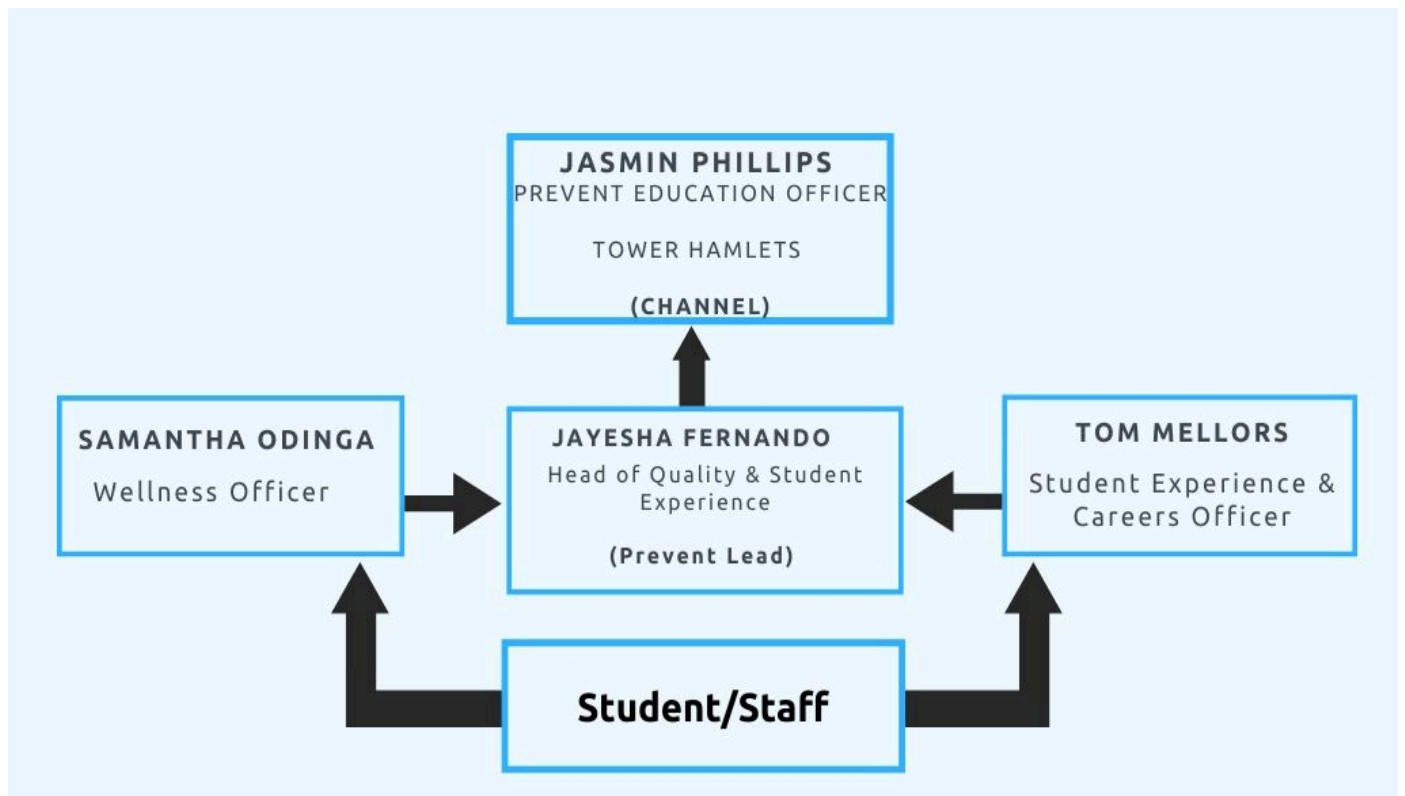 JASMIN PHILLIPS
PREVENT EDUCATION OFFICER
TOWER HAMLETS
(CHANNEL)
SAMANTHA ODINGA
Wellness Officer
JAYESHA FERNANDO
Head of Quality & Student
Experience
(Prevent Lead)
TOM MELLORS
Student Experience &
Careers Officer
Student/Staff